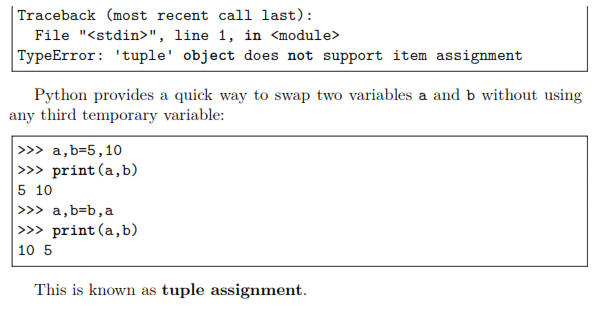 Traceback (most recent call last):
  File "<stdin>", line 1, in <module>
TypeError: 'tuple' object does not support item assignment
Python provides a quick way to swap two variables a and b without using
any third temporary variable:
>>> a,b=5,10
>>> print(a,b)
5 10
>>> a,b=b,a
>>> print(a,b)
10 5
This is known as tuple assignment.